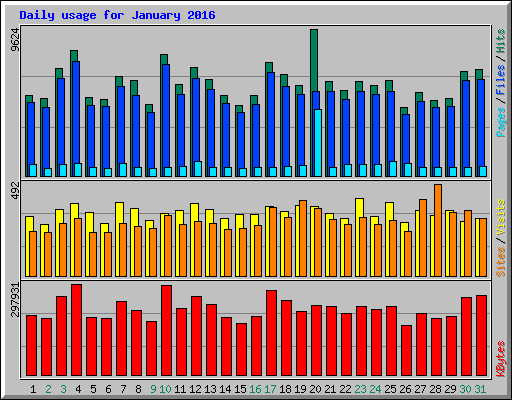 Daily usage for January 2016
9624
Pages / Files / Hits
492
Sites / Visits
297931
KBytes
1 2 3 4 5 6 7 8 9 10 11 12 13 14 15 16 17 18 19 20 21 22 23 24 25 26 27 28 29 30 31